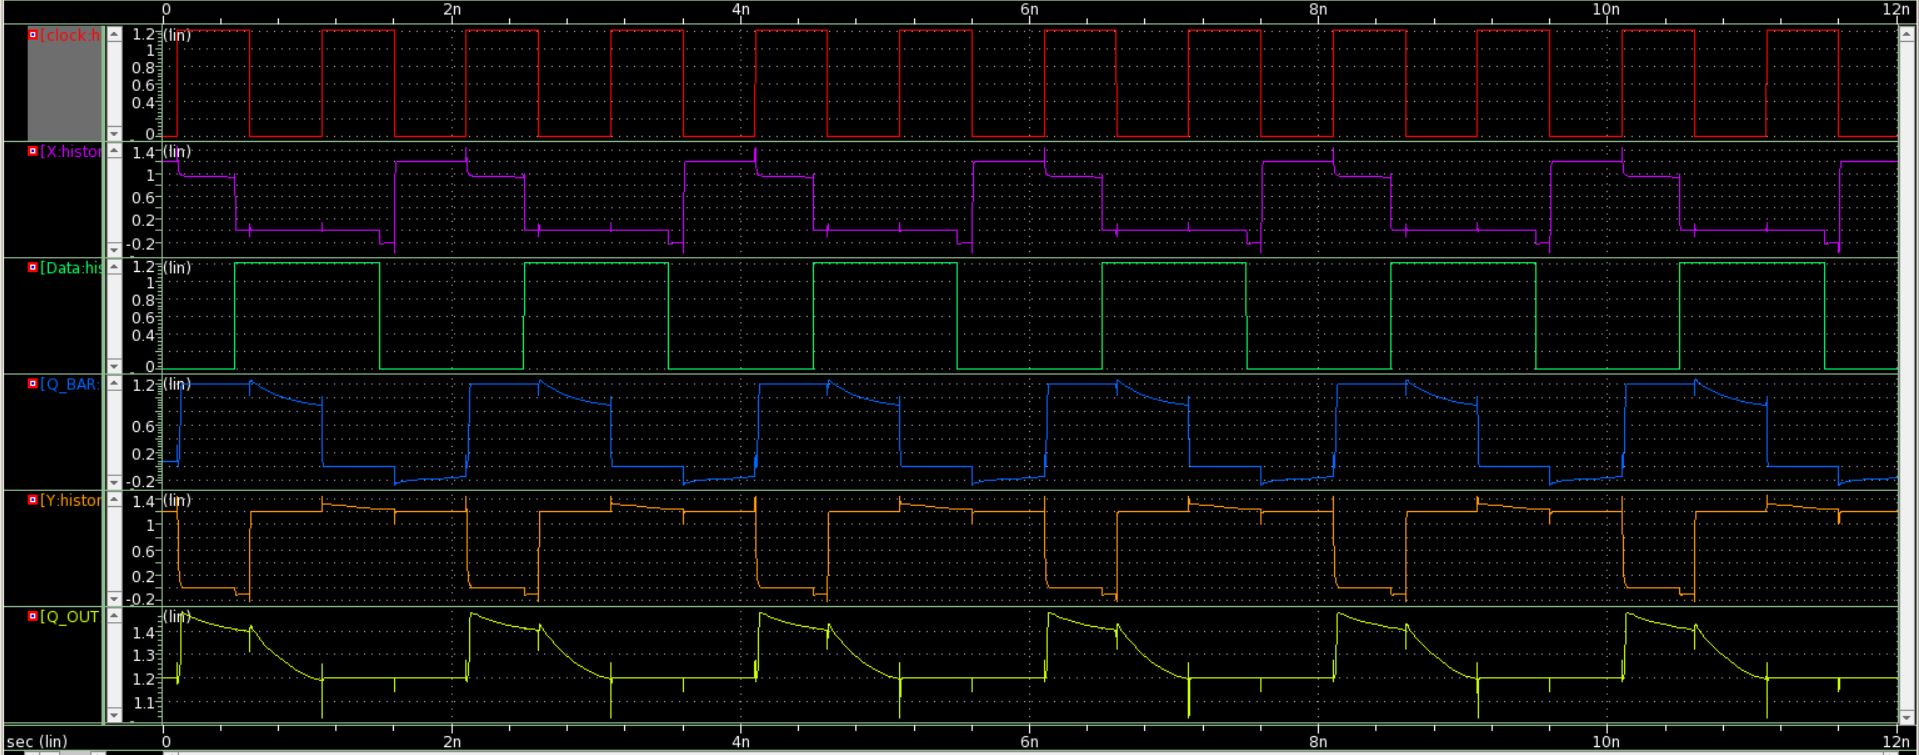 0 2n 4n 6n 8n 10n 12n
[clock:h
(lin)
1.2
1
0.8
0.6
0.4
0
[X:histor
(lin)
1.4
1
0.6
0.2
-0.2
[Data:his
(lin)
1.2
1
0.8
0.6
0.4
0
[Q_BAR:
(lin)
1.2
0.6
0.2
-0.2
[Y:histor
(lin)
1.4
1
0.6
0.2
-0.2
[Q_OUT
(lin)
1.4
1.3
1.2
1.1
sec (lin) 0 2n 4n 6n 8n 10n 12n